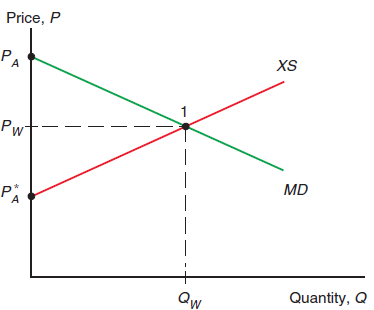 Price, P
P_A
XS
1
P_W
P*_A
MD
Q_W
Quantity, Q